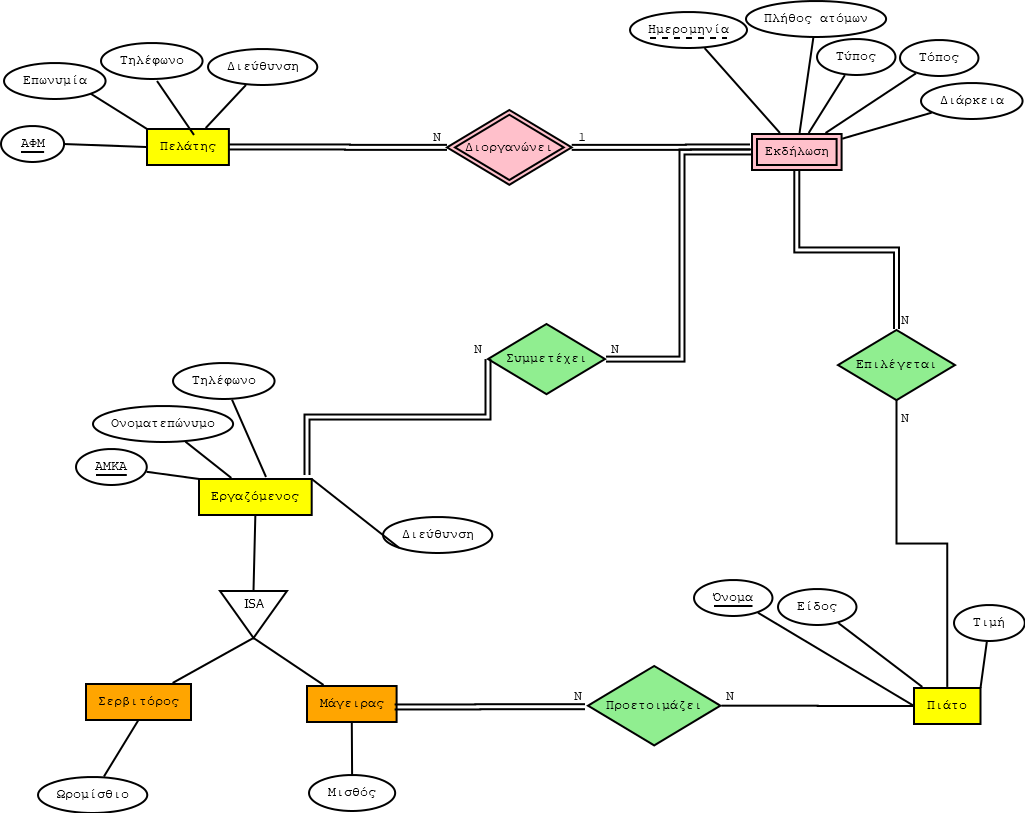 Ημερομηνία
Πλήθος ατόμων
Τηλέφωνο
Διεύθυνση
Επωνυμία
Τύπος
Τόπος
Διάρκεια
ΑΦΜ
Πελάτης
N
Διοργανώνει
1
Εκδήλωση
N
Συμμετέχει
N
N
Επιλέγεται
N
Τηλέφωνο
Ονοματεπώνυμο
ΑΜΚΑ
Εργαζόμενος
Διεύθυνση
ISA
Όνομα
Είδος
Τιμή
Σερβιτόρος
Μάγειρας
N
Προετοιμάζει
N
Πιάτο
Ωρομίσθιο
Μισθός